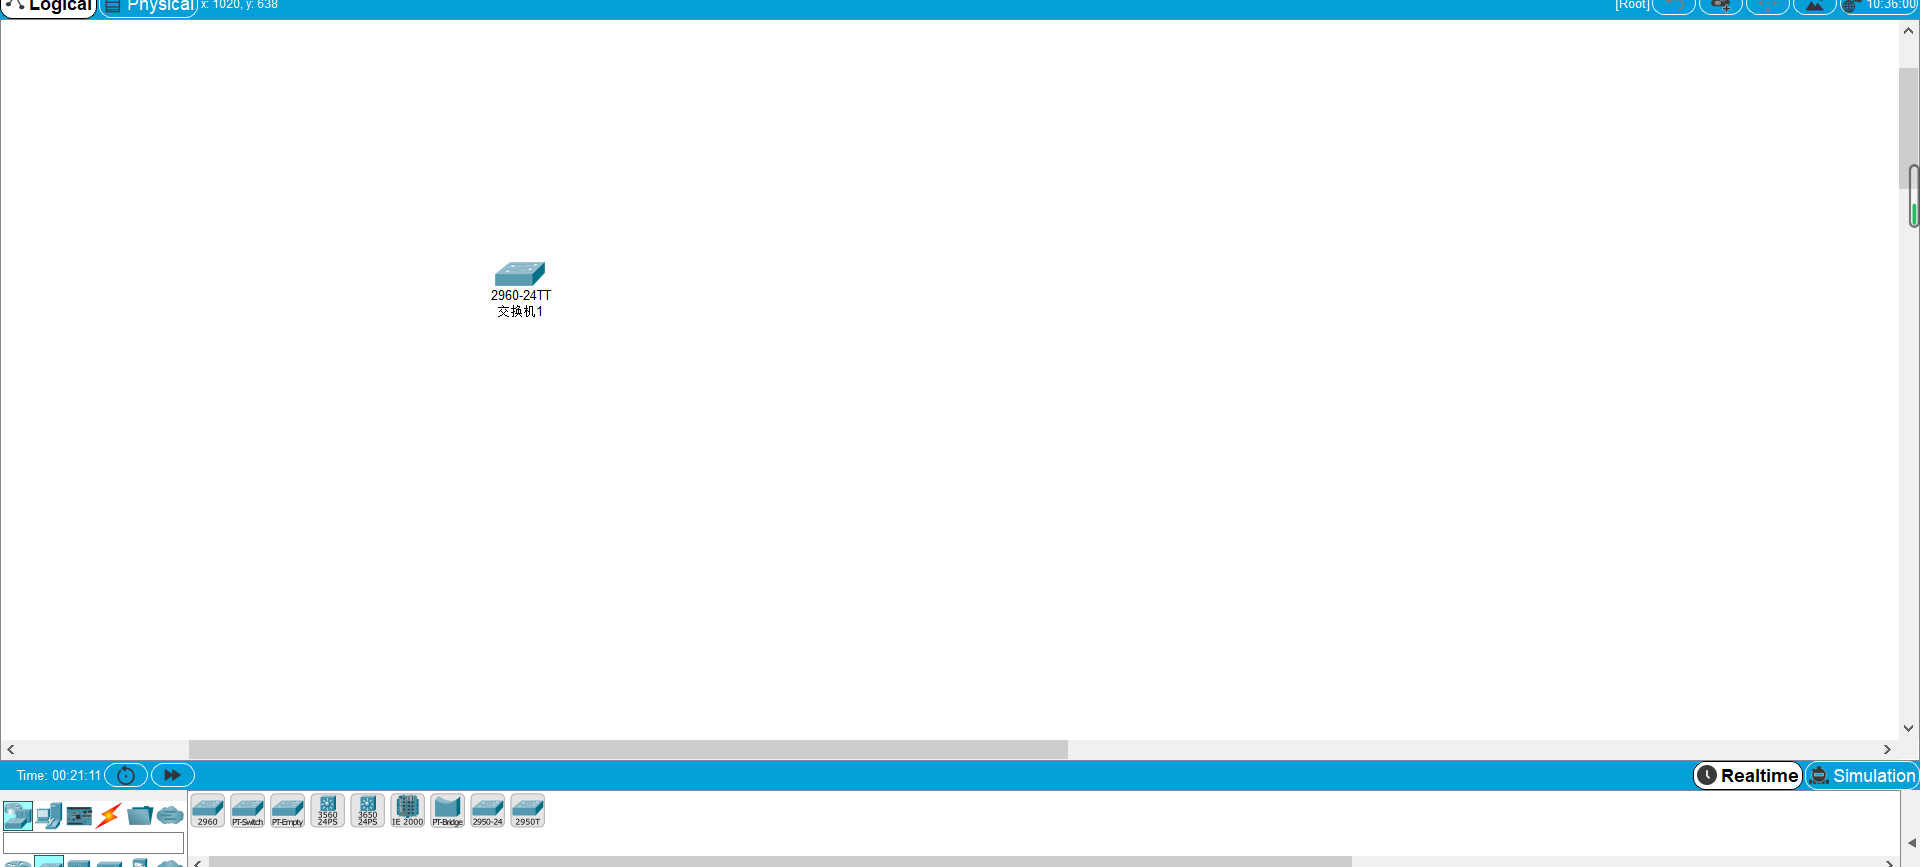 Logical Physical x: 1020, y: 638 [Root] 10:36:00
2960-24TT
交换机1
Time: 00:21:11 Realtime Simulation
2960 PT-Switch PT-Empty 3560 24PS 3650 24PS IE 2000 PT-Bridge 2950-24 2950T